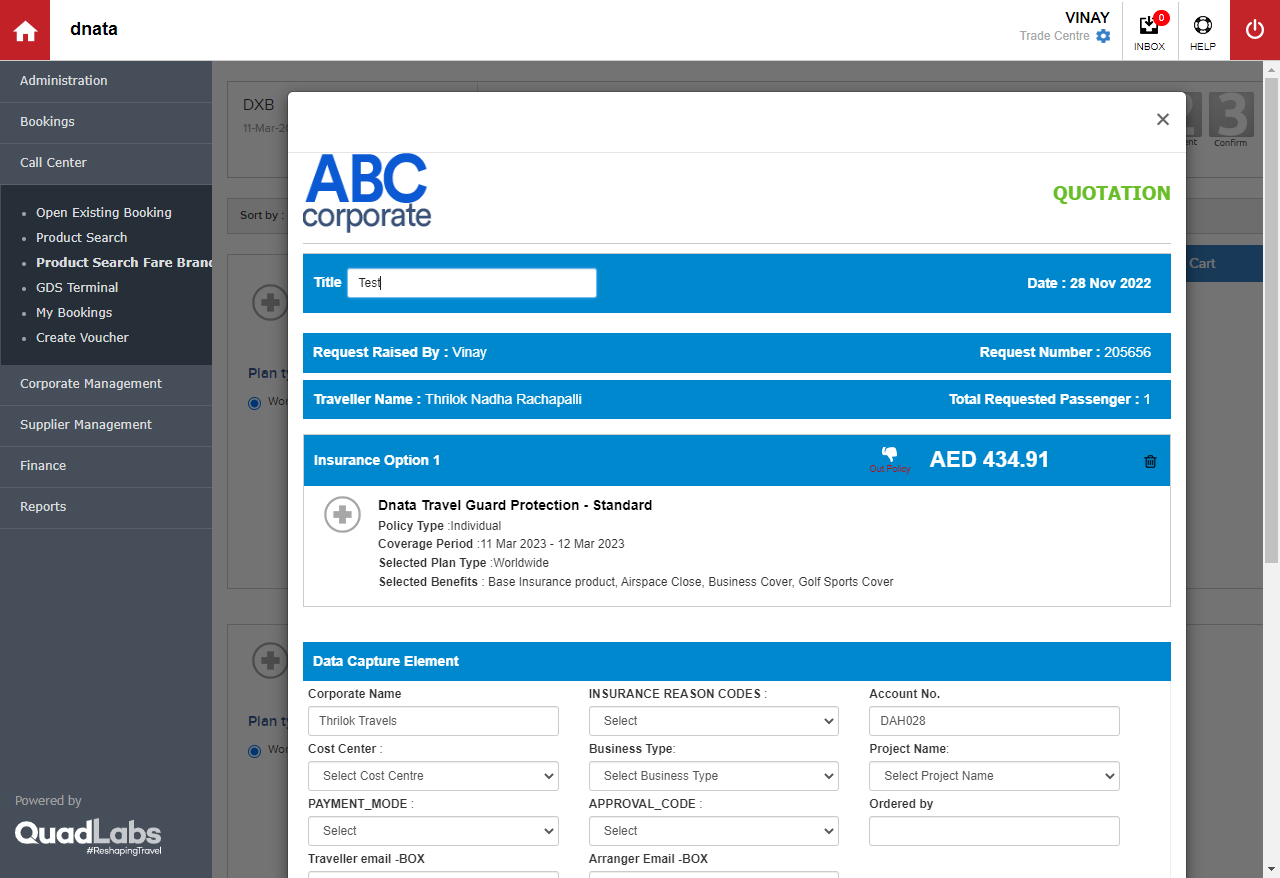 dnata
VINAY
Trade Centre
0
INBOX
HELP
Administration
Bookings
Call Center
Open Existing Booking
Product Search
Product Search Fare Bran
GDS Terminal
My Bookings
Create Voucher
Corporate Management
Supplier Management
Finance
Reports
Powered by
QuadLabs
#ReshapingTravel
DXB
11-Mar-20
3
Confirm
Sort by :
Cart
Plan t
Plan t
×
ABC
corporate
QUOTATION
Title Test Date : 28 Nov 2022
Request Raised By : Vinay Request Number : 205656
Traveller Name : Thrilok Nadha Rachapalli Total Requested Passenger : 1
Insurance Option 1 Out Policy AED 434.91
Dnata Travel Guard Protection - Standard
Policy Type :Individual
Coverage Period :11 Mar 2023 - 12 Mar 2023
Selected Plan Type :Worldwide
Selected Benefits : Base Insurance product, Airspace Close, Business Cover, Golf Sports Cover
Data Capture Element
Corporate Name INSURANCE REASON CODES : Account No.
Thrilok Travels Select DAH028
Cost Center : Business Type: Project Name:
Select Cost Centre Select Business Type Select Project Name
PAYMENT_MODE : APPROVAL_CODE : Ordered by
Select Select
Traveller email -BOX Arranger Email -BOX